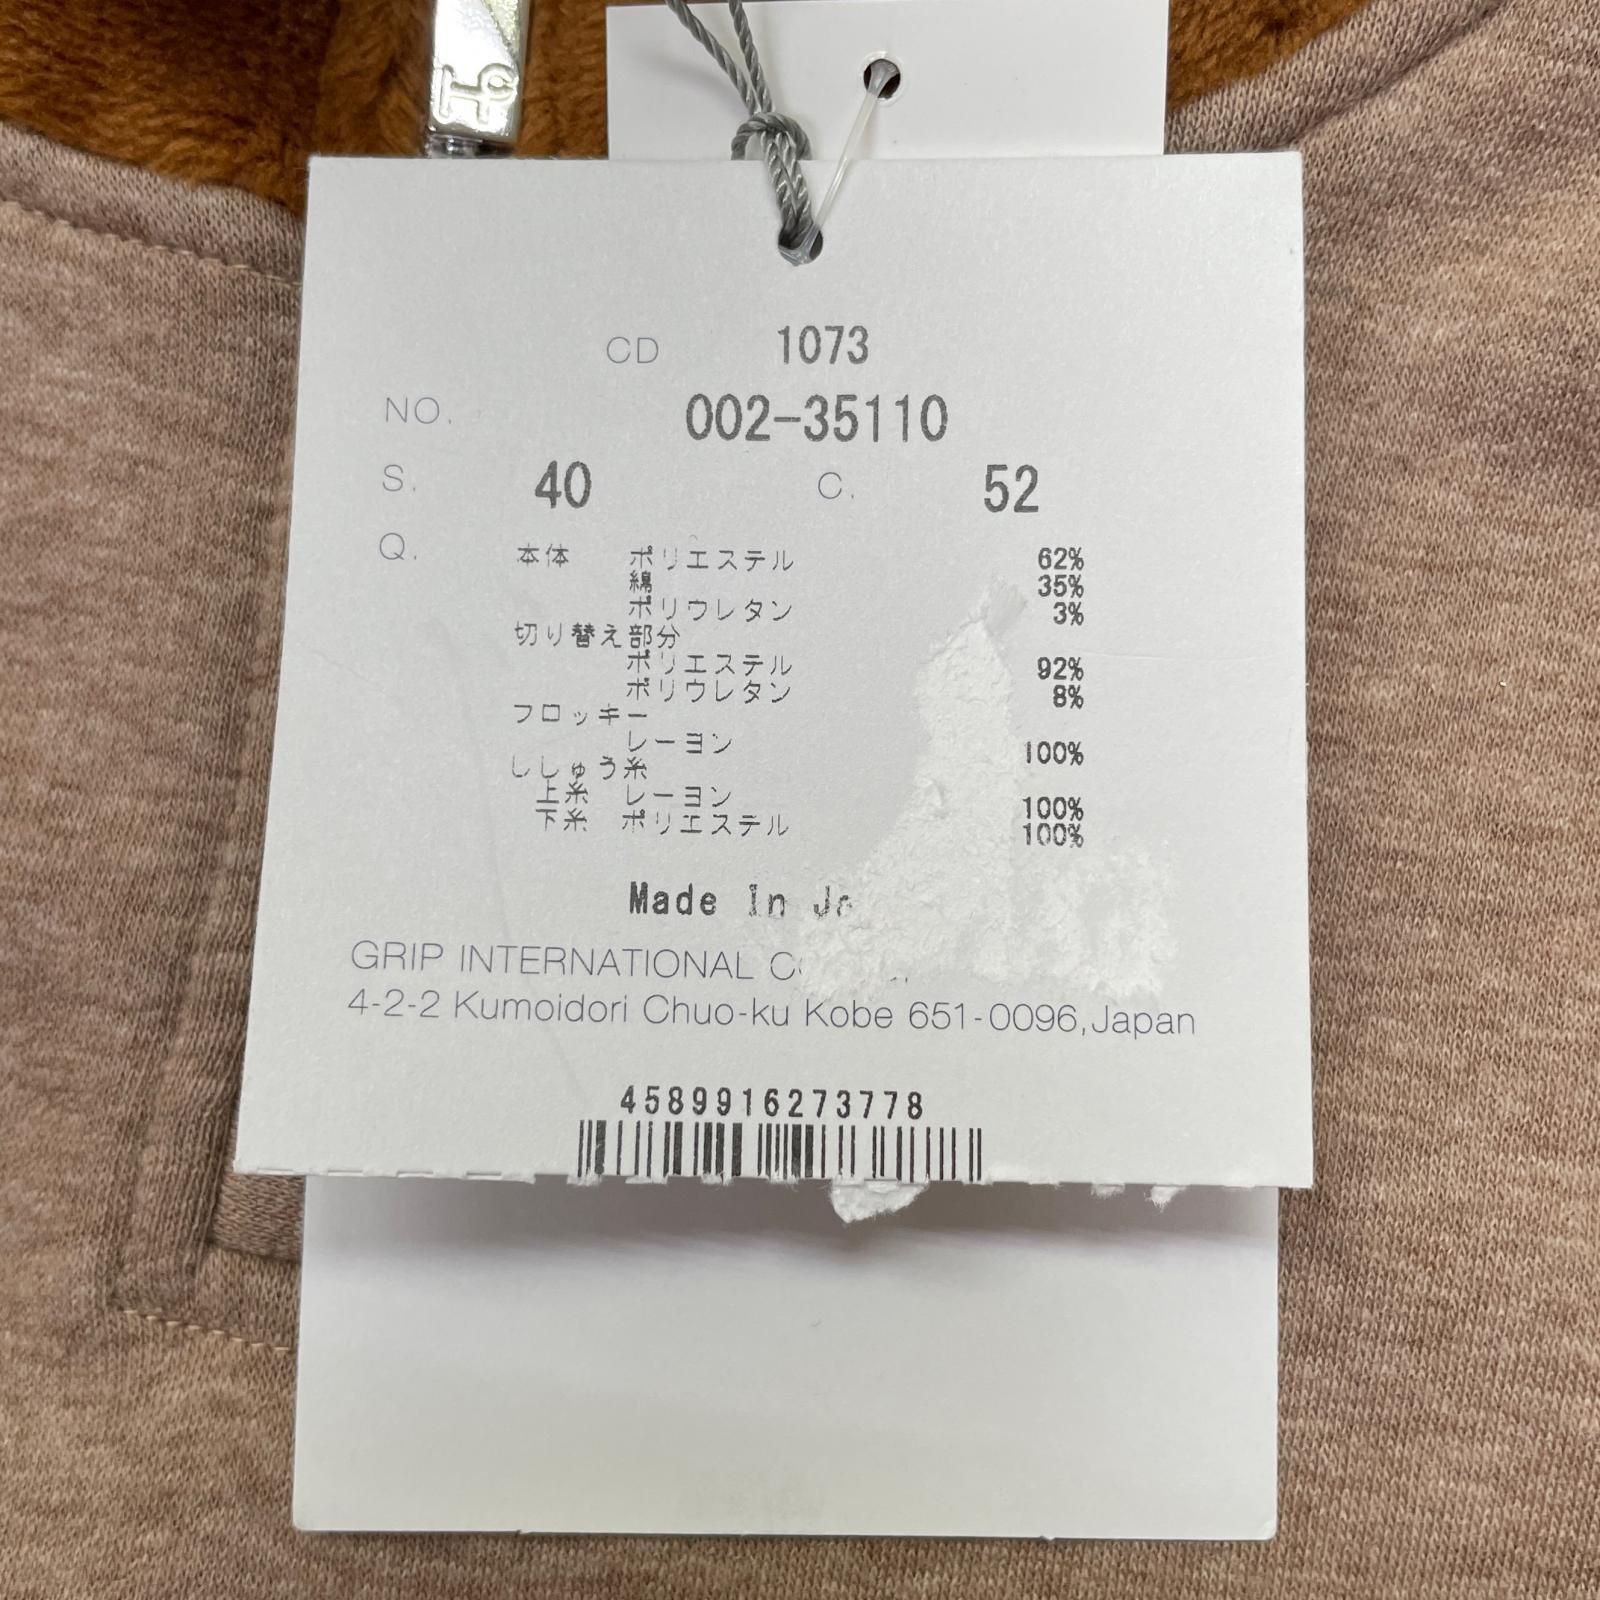 CD 1073
NO. 002-35110
S. 40 C. 52
Q. 本体 ポリエステル 62%
綿 35%
ポリウレタン 3%
切り替え部分
ポリエステル 92%
ポリウレタン 8%
フロッキー
レーヨン 100%
ししゅう糸
上糸 レーヨン 100%
下糸 ポリエステル 100%
Made In
GRIP INTERNATIONAL
4-2-2 Kumoidori Chuo-ku Kobe 651-0096,Japan
4589916273778